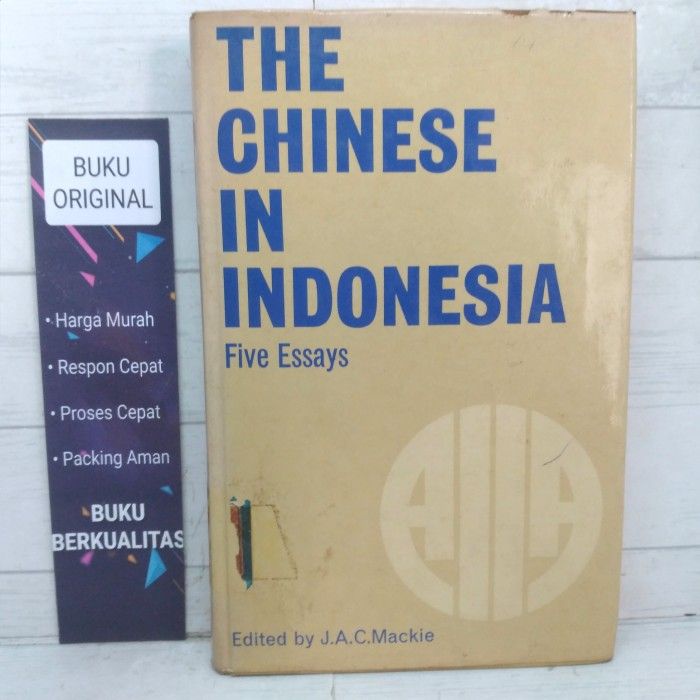 BUKU
ORIGINAL
• Harga Murah
• Respon Cepat
• Proses Cepat
• Packing Aman
BUKU
BERKUALITAS
THE
CHINESE
IN
INDONESIA
Five Essays
AIIA
Edited by J.A.C.Mackie